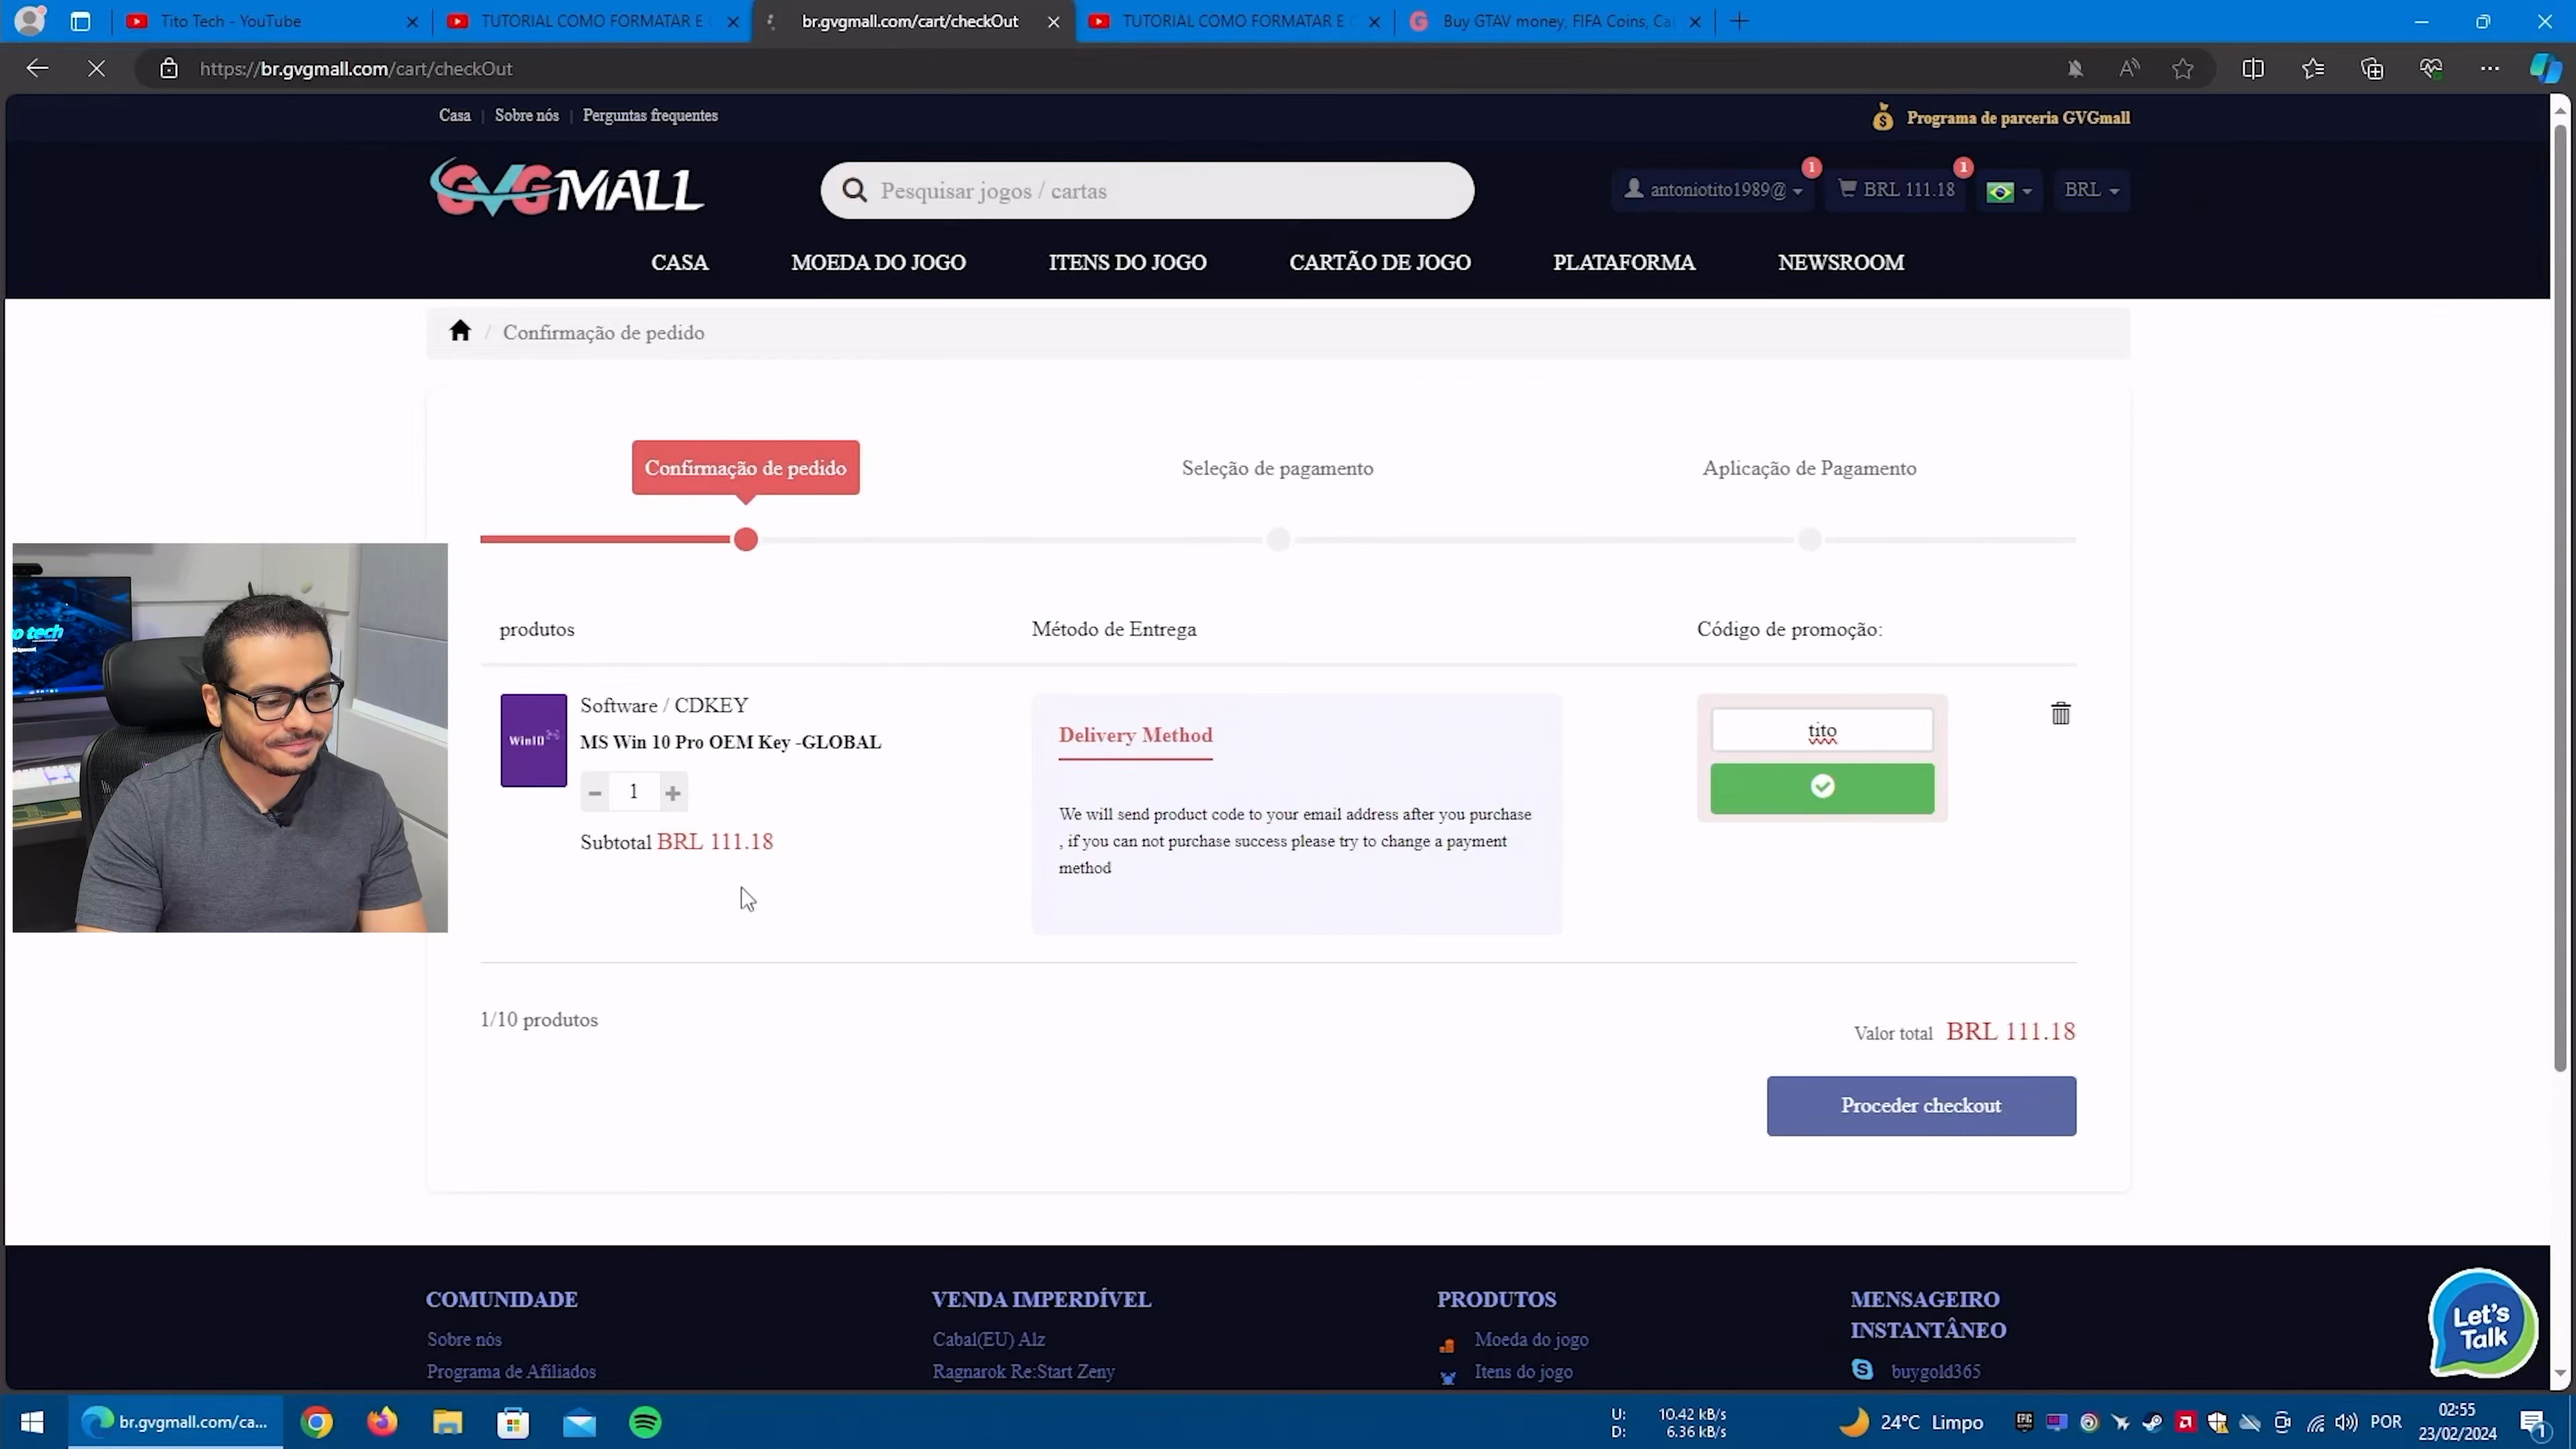 Tito Tech - YouTube
TUTORIAL COMO FORMATAR E
br.gvgmall.com/cart/checkOut
TUTORIAL COMO FORMATAR E
Buy GTAV money, FIFA Coins, Ca
https://br.gvgmall.com/cart/checkOut
Casa | Sobre nós | Perguntas frequentes
Programa de parceria GVGmall
GVGMALL
Pesquisar jogos / cartas
antoniotito1989@
1
BRL 111.18
1
BRL
CASA
MOEDA DO JOGO
ITENS DO JOGO
CARTÃO DE JOGO
PLATAFORMA
NEWSROOM
/ Confirmação de pedido
Confirmação de pedido
Seleção de pagamento
Aplicação de Pagamento
tech
produtos
Método de Entrega
Código de promoção:
Win10
Software / CDKEY
MS Win 10 Pro OEM Key -GLOBAL
1
Subtotal BRL 111.18
Delivery Method
We will send product code to your email address after you purchase
, if you can not purchase success please try to change a payment
method
tito
1/10 produtos
Valor total BRL 111.18
Proceder checkout
COMUNIDADE
Sobre nós
Programa de Afiliados
VENDA IMPERDÍVEL
Cabal(EU) Alz
Ragnarok Re:Start Zeny
PRODUTOS
Moeda do jogo
Itens do jogo
MENSAGEIRO
INSTANTÂNEO
buygold365
Let's
Talk
br.gvgmall.com/ca...
U: 10.42 kB/s
D: 6.36 kB/s
24°C Limpo
POR
02:55
23/02/2024
1